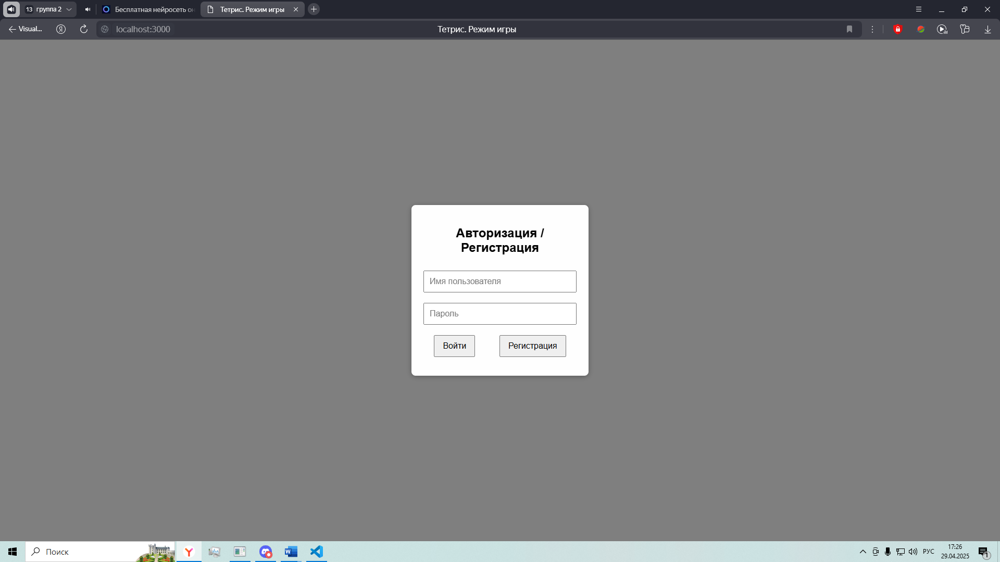 13 группа 2
Бесплатная нейросеть он
Тетрис. Режим игры
Visual...
localhost:3000
Тетрис. Режим игры
Авторизация /
Регистрация
Имя пользователя
Пароль
Войти
Регистрация
Поиск
РУС
17:26
29.04.2025
1